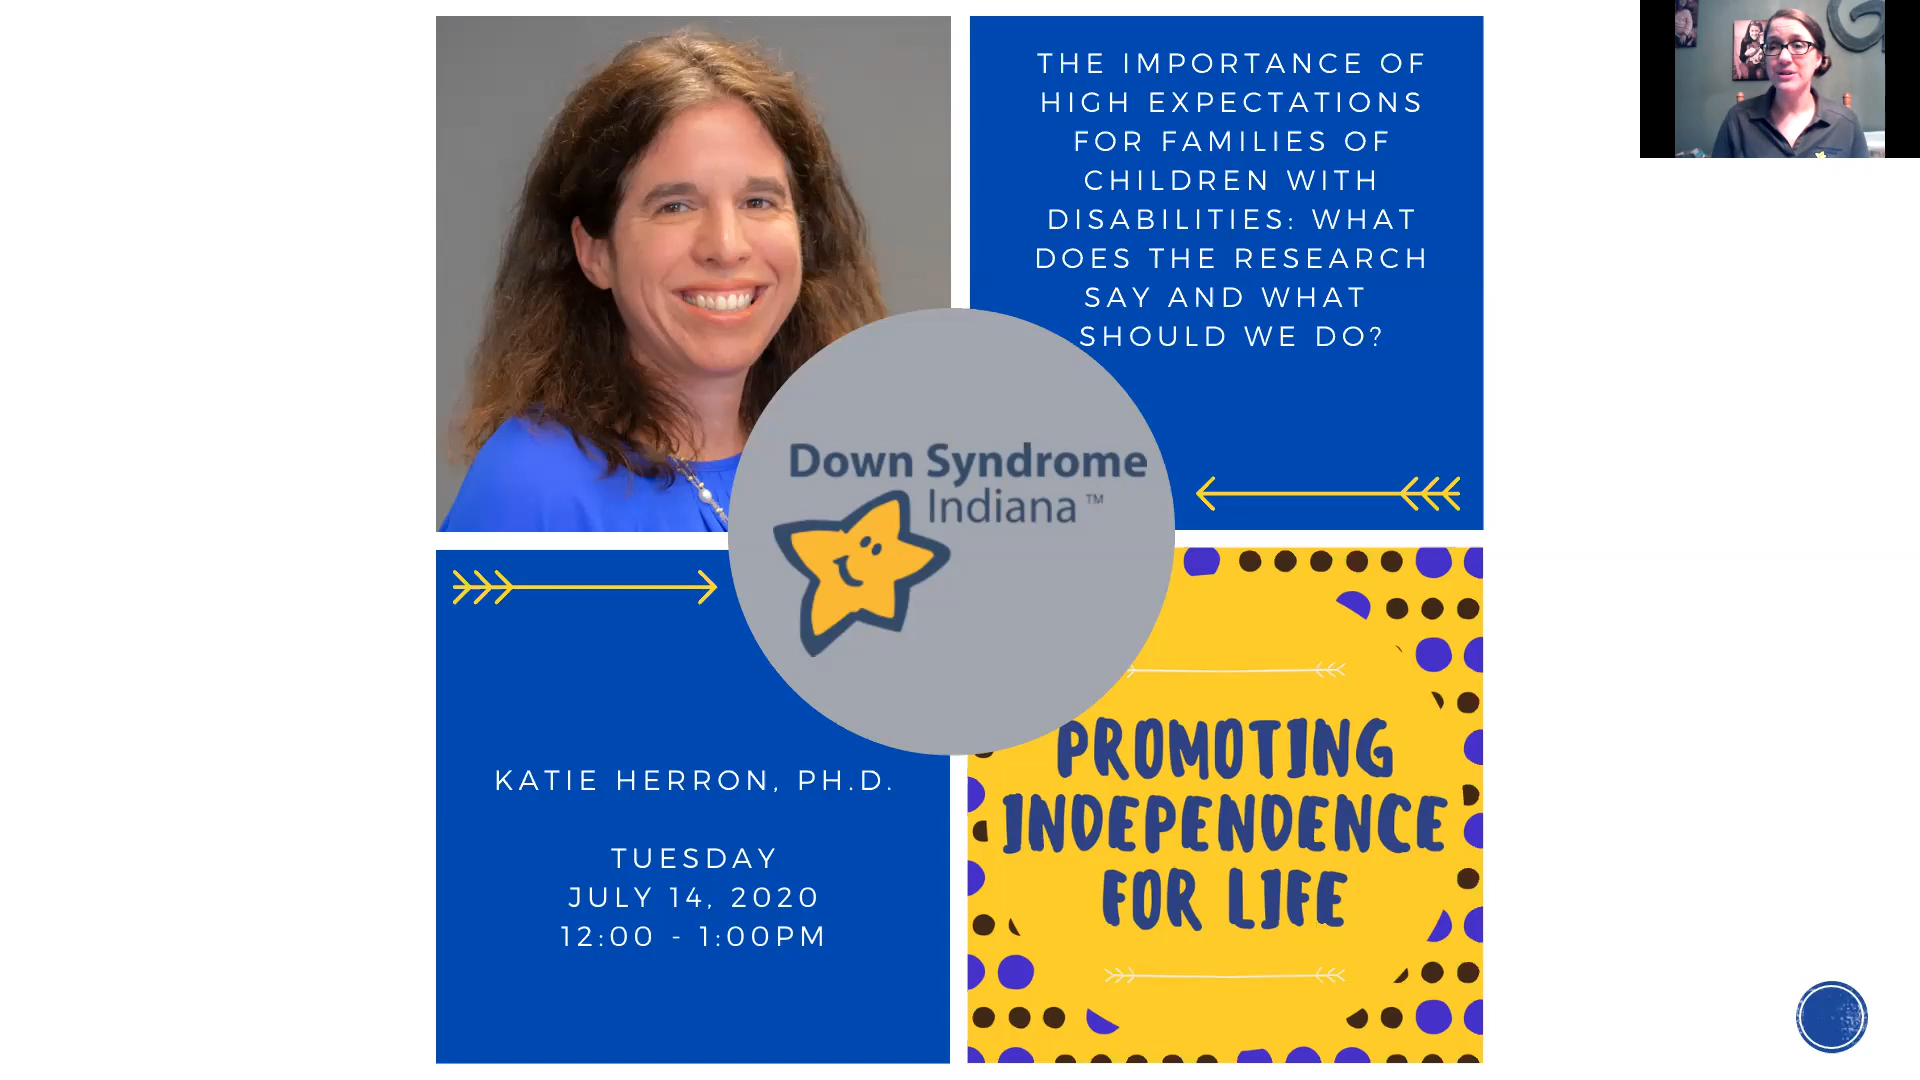 THE IMPORTANCE OF
HIGH EXPECTATIONS
FOR FAMILIES OF
CHILDREN WITH
DISABILITIES: WHAT
DOES THE RESEARCH
SAY AND WHAT
SHOULD WE DO?
Down Syndrome
Indiana™
KATIE HERRON, PH.D.
TUESDAY
JULY 14, 2020
12:00 - 1:00PM
PROMOTING
INDEPENDENCE
FOR LIFE
G